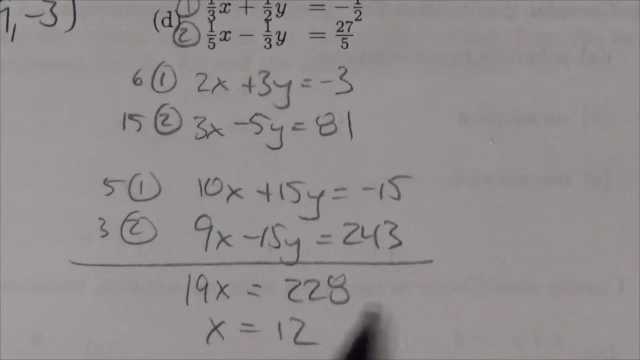 , -3)
(d) ① 1/3x + 1/2y = -1/2
② 1/5x - 1/3y = 27/5
6 ① 2x + 3y = -3
15 ② 3x - 5y = 81
5 ① 10x + 15y = -15
3 ② 9x - 15y = 243
19x = 228
x = 12